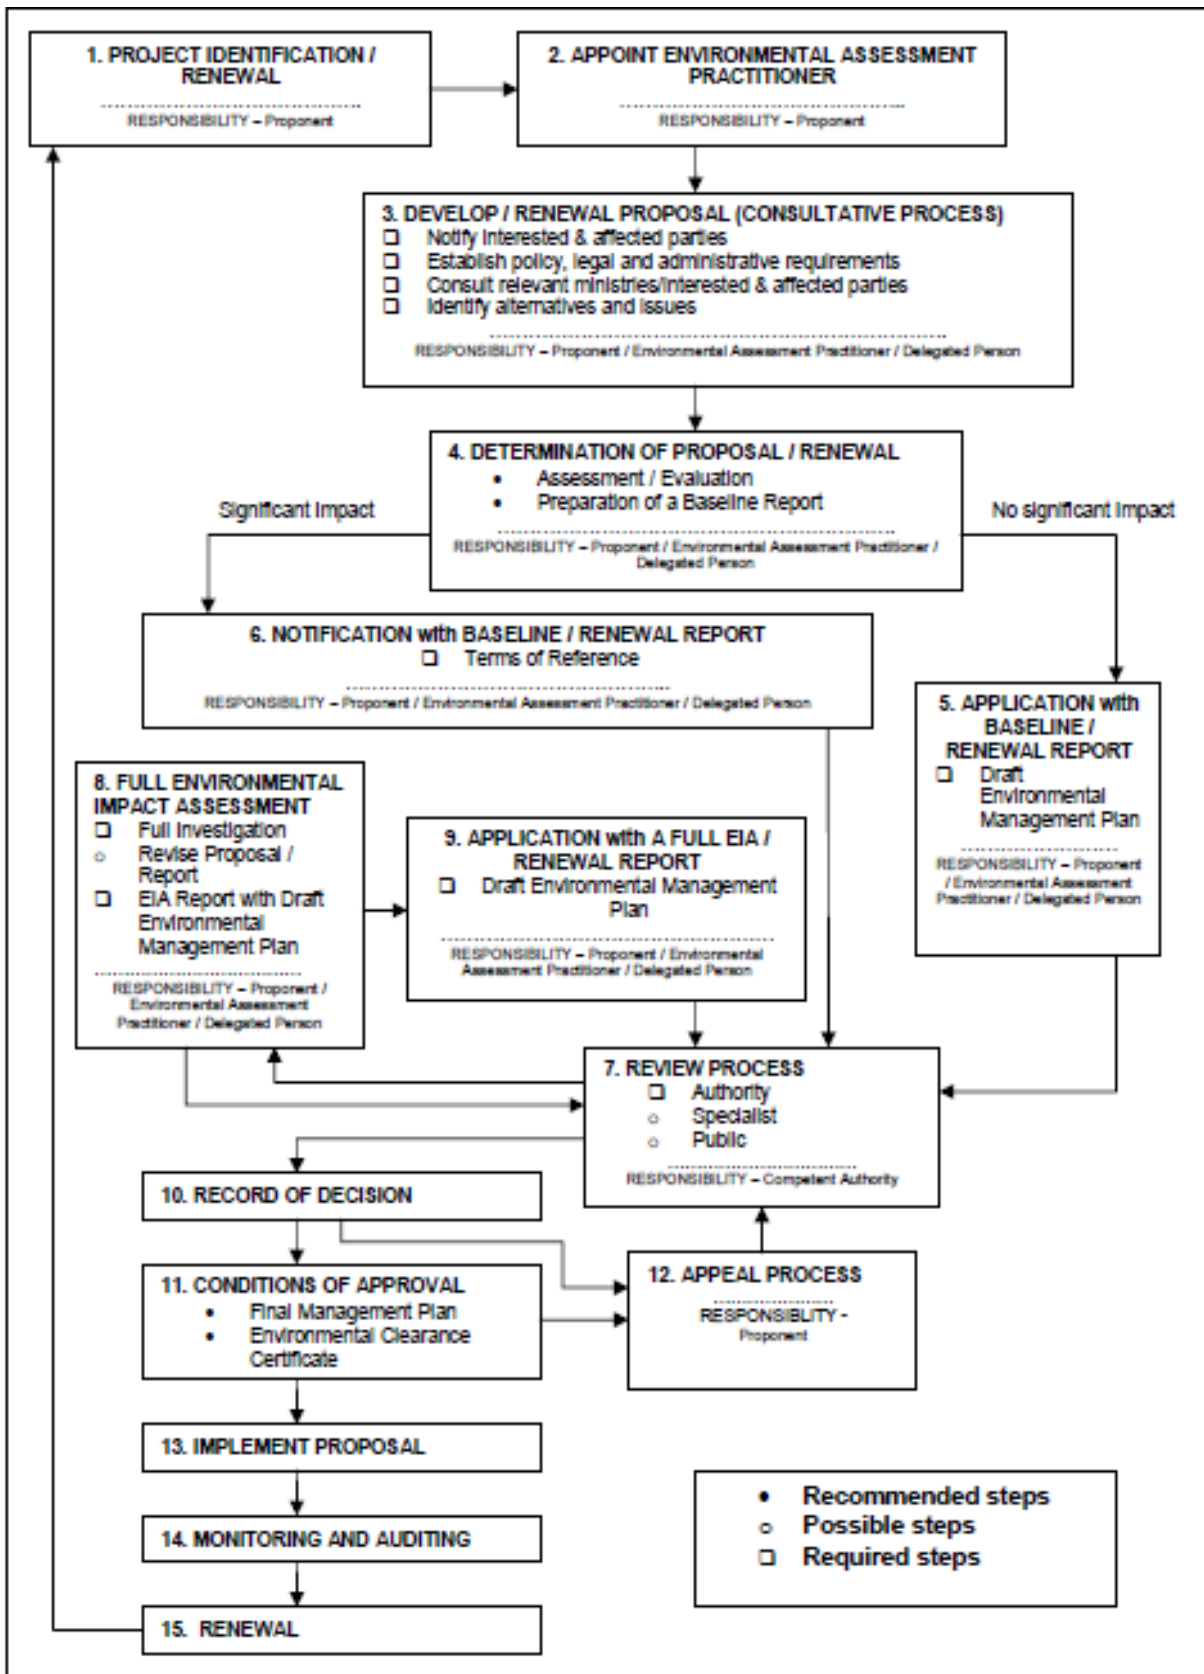 1. PROJECT IDENTIFICATION /
RENEWAL
RESPONSIBILITY – Proponent
2. APPOINT ENVIRONMENTAL ASSESSMENT
PRACTITIONER
RESPONSIBILITY – Proponent
3. DEVELOP / RENEWAL PROPOSAL (CONSULTATIVE PROCESS)
❑ Notify interested & affected parties
❑ Establish policy, legal and administrative requirements
❑ Consult relevant ministries/interested & affected parties
❑ Identify alternatives and issues
RESPONSIBILITY – Proponent / Environmental Assessment Practitioner / Delegated Person
4. DETERMINATION OF PROPOSAL / RENEWAL
• Assessment / Evaluation
• Preparation of a Baseline Report
RESPONSIBILITY – Proponent / Environmental Assessment Practitioner /
Delegated Person
Significant Impact
No significant Impact
6. NOTIFICATION with BASELINE / RENEWAL REPORT
❑ Terms of Reference
RESPONSIBILITY – Proponent / Environmental Assessment Practitioner / Delegated Person
5. APPLICATION with
BASELINE /
RENEWAL REPORT
❑ Draft
Environmental
Management Plan
RESPONSIBILITY – Proponent
/ Environmental Assessment
Practitioner / Delegated Person
8. FULL ENVIRONMENTAL
IMPACT ASSESSMENT
❑ Full Investigation
○ Revise Proposal /
Report
❑ EIA Report with Draft
Environmental
Management Plan
RESPONSIBILITY – Proponent /
Environmental Assessment
Practitioner / Delegated Person
9. APPLICATION with A FULL EIA /
RENEWAL REPORT
❑ Draft Environmental Management
Plan
RESPONSIBILITY – Proponent / Environmental
Assessment Practitioner / Delegated Person
7. REVIEW PROCESS
❑ Authority
○ Specialist
○ Public
RESPONSIBILITY – Competent Authority
10. RECORD OF DECISION
11. CONDITIONS OF APPROVAL
• Final Management Plan
• Environmental Clearance
Certificate
12. APPEAL PROCESS
RESPONSIBLITY -
Proponent
13. IMPLEMENT PROPOSAL
14. MONITORING AND AUDITING
15. RENEWAL
• Recommended steps
○ Possible steps
❑ Required steps